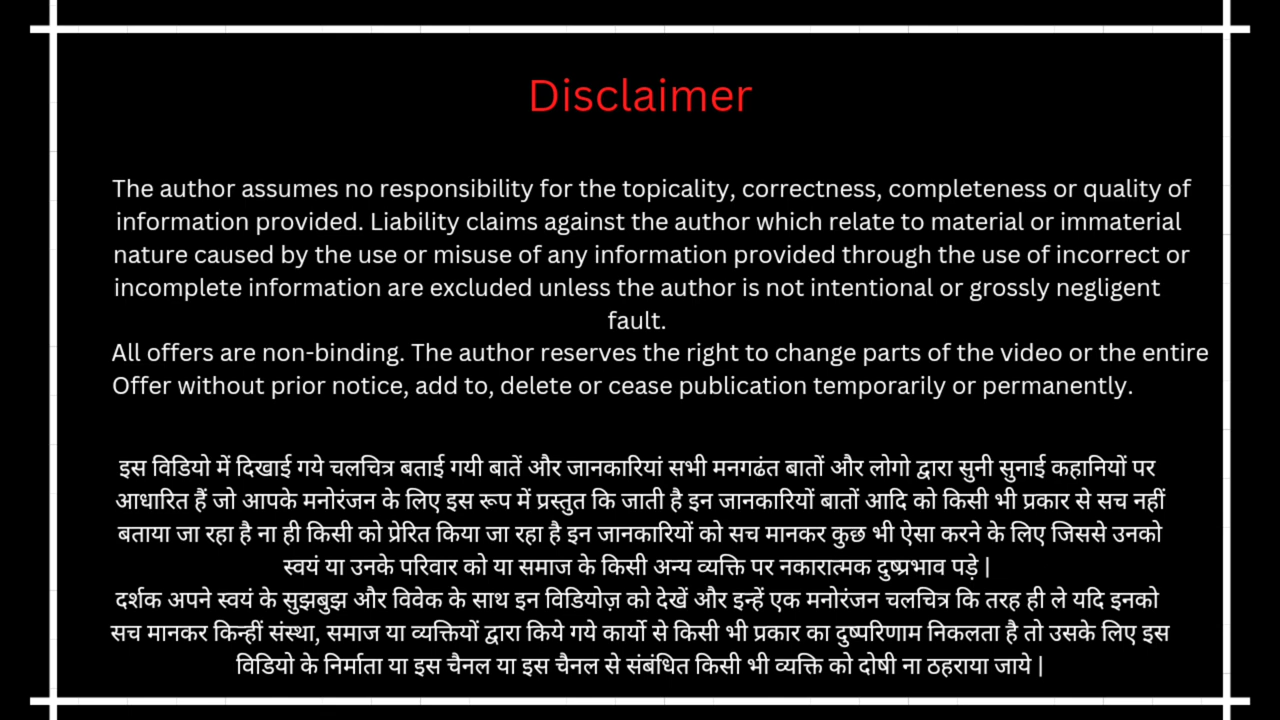 Disclaimer
The author assumes no responsibility for the topicality, correctness, completeness or quality of
information provided. Liability claims against the author which relate to material or immaterial
nature caused by the use or misuse of any information provided through the use of incorrect or
incomplete information are excluded unless the author is not intentional or grossly negligent
fault.
All offers are non-binding. The author reserves the right to change parts of the video or the entire
Offer without prior notice, add to, delete or cease publication temporarily or permanently.
इस विडियो में दिखाई गये चलचित्र बताई गयी बातें और जानकारियां सभी मनगढंत बातों और लोगो द्वारा सुनी सुनाई कहानियों पर
आधारित हैं जो आपके मनोरंजन के लिए इस रूप में प्रस्तुत कि जाती है इन जानकारियों बातों आदि को किसी भी प्रकार से सच नहीं
बताया जा रहा है ना ही किसी को प्रेरित किया जा रहा है इन जानकारियों को सच मानकर कुछ भी ऐसा करने के लिए जिससे उनको
स्वयं या उनके परिवार को या समाज के किसी अन्य व्यक्ति पर नकारात्मक दुष्प्रभाव पड़े |
दर्शक अपने स्वयं के सुझबुझ और विवेक के साथ इन विडियोज़ को देखें और इन्हें एक मनोरंजन चलचित्र कि तरह ही ले यदि इनको
सच मानकर किन्हीं संस्था, समाज या व्यक्तियों द्वारा किये गये कार्यो से किसी भी प्रकार का दुष्परिणाम निकलता है तो उसके लिए इस
विडियो के निर्माता या इस चैनल या इस चैनल से संबंधित किसी भी व्यक्ति को दोषी ना ठहराया जाये |